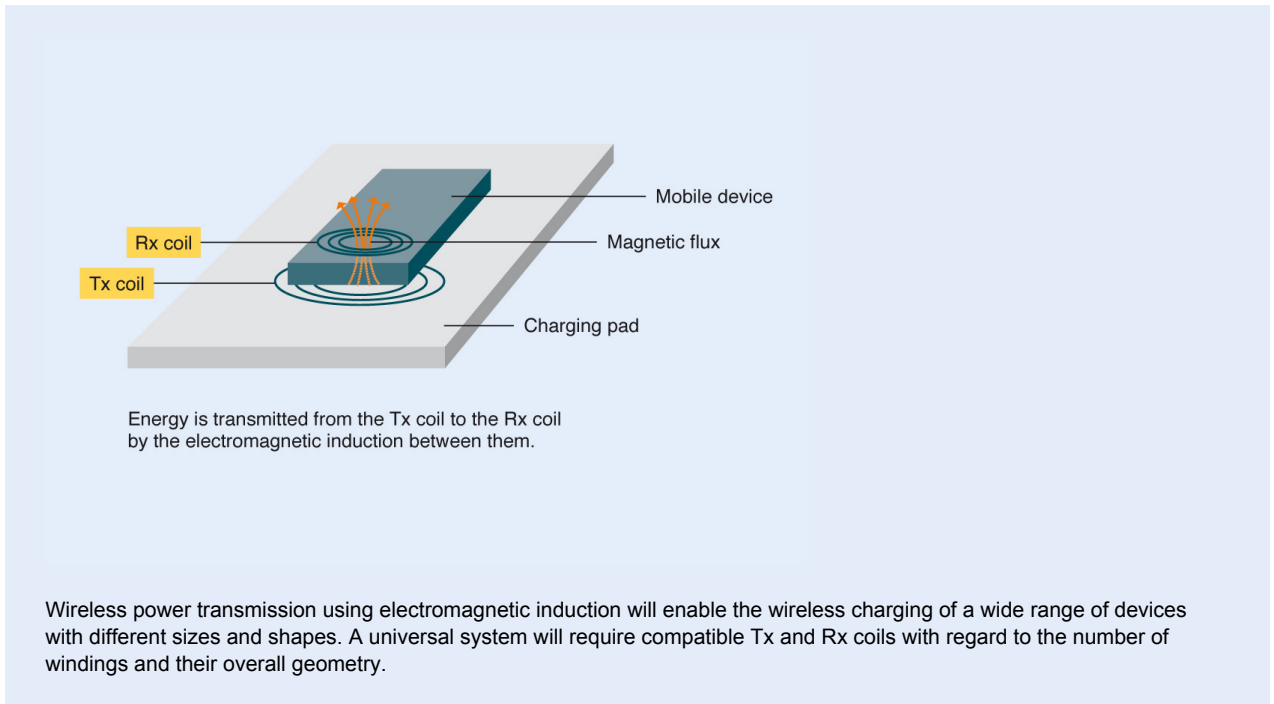 Mobile device
Rx coil
Magnetic flux
Tx coil
Charging pad
Energy is transmitted from the Tx coil to the Rx coil
by the electromagnetic induction between them.
Wireless power transmission using electromagnetic induction will enable the wireless charging of a wide range of devices
with different sizes and shapes. A universal system will require compatible Tx and Rx coils with regard to the number of
windings and their overall geometry.